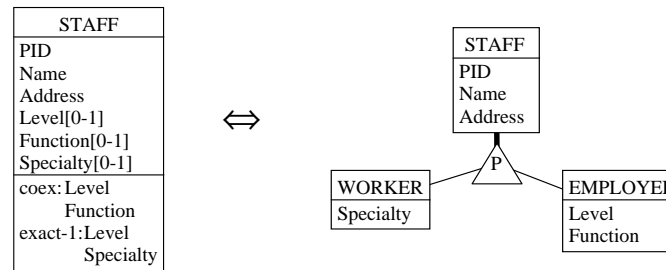 STAFF
PID
Name
Address
Level[0-1]
Function[0-1]
Specialty[0-1]
coex: Level
Function
exact-1:Level
Specialty
⇔
STAFF
PID
Name
Address
P
WORKER
Specialty
EMPLOYEE
Level
Function